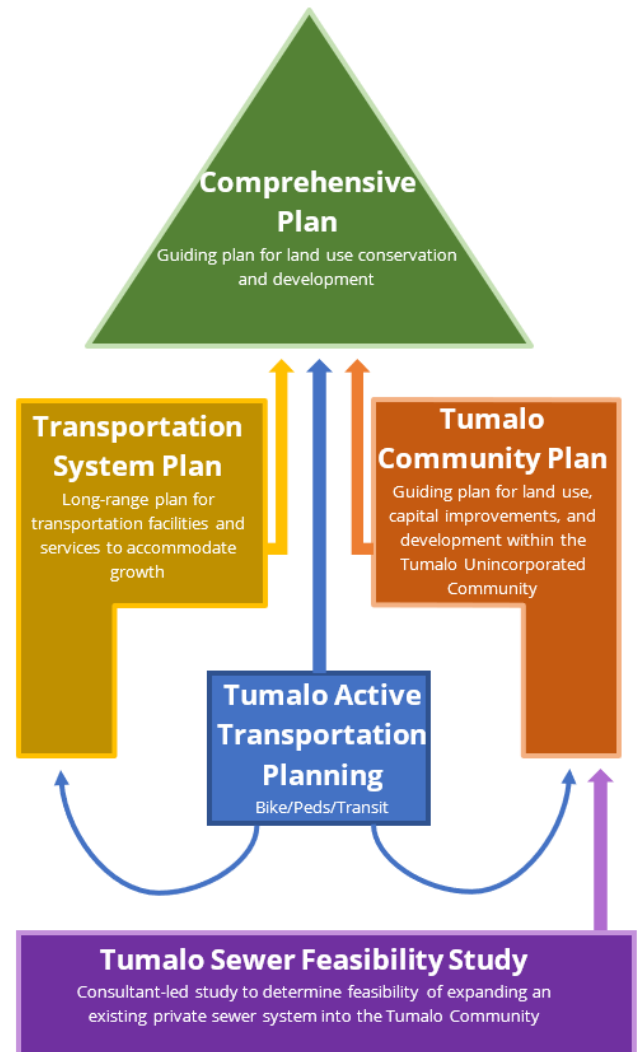 Comprehensive
Plan
Guiding plan for land use conservation
and development
Transportation
System Plan
Long-range plan for
transportation facilities and
services to accommodate
growth
Tumalo
Community Plan
Guiding plan for land use,
capital improvements, and
development within the
Tumalo Unincorporated
Community
Tumalo Active
Transportation
Planning
Bike/Peds/Transit
Tumalo Sewer Feasibility Study
Consultant-led study to determine feasibility of expanding an
existing private sewer system into the Tumalo Community